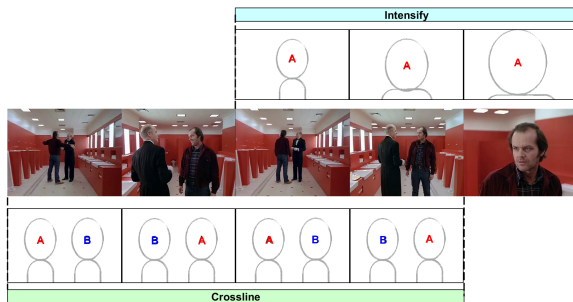 Intensify
A A A
A B B A A B B A
Crossline